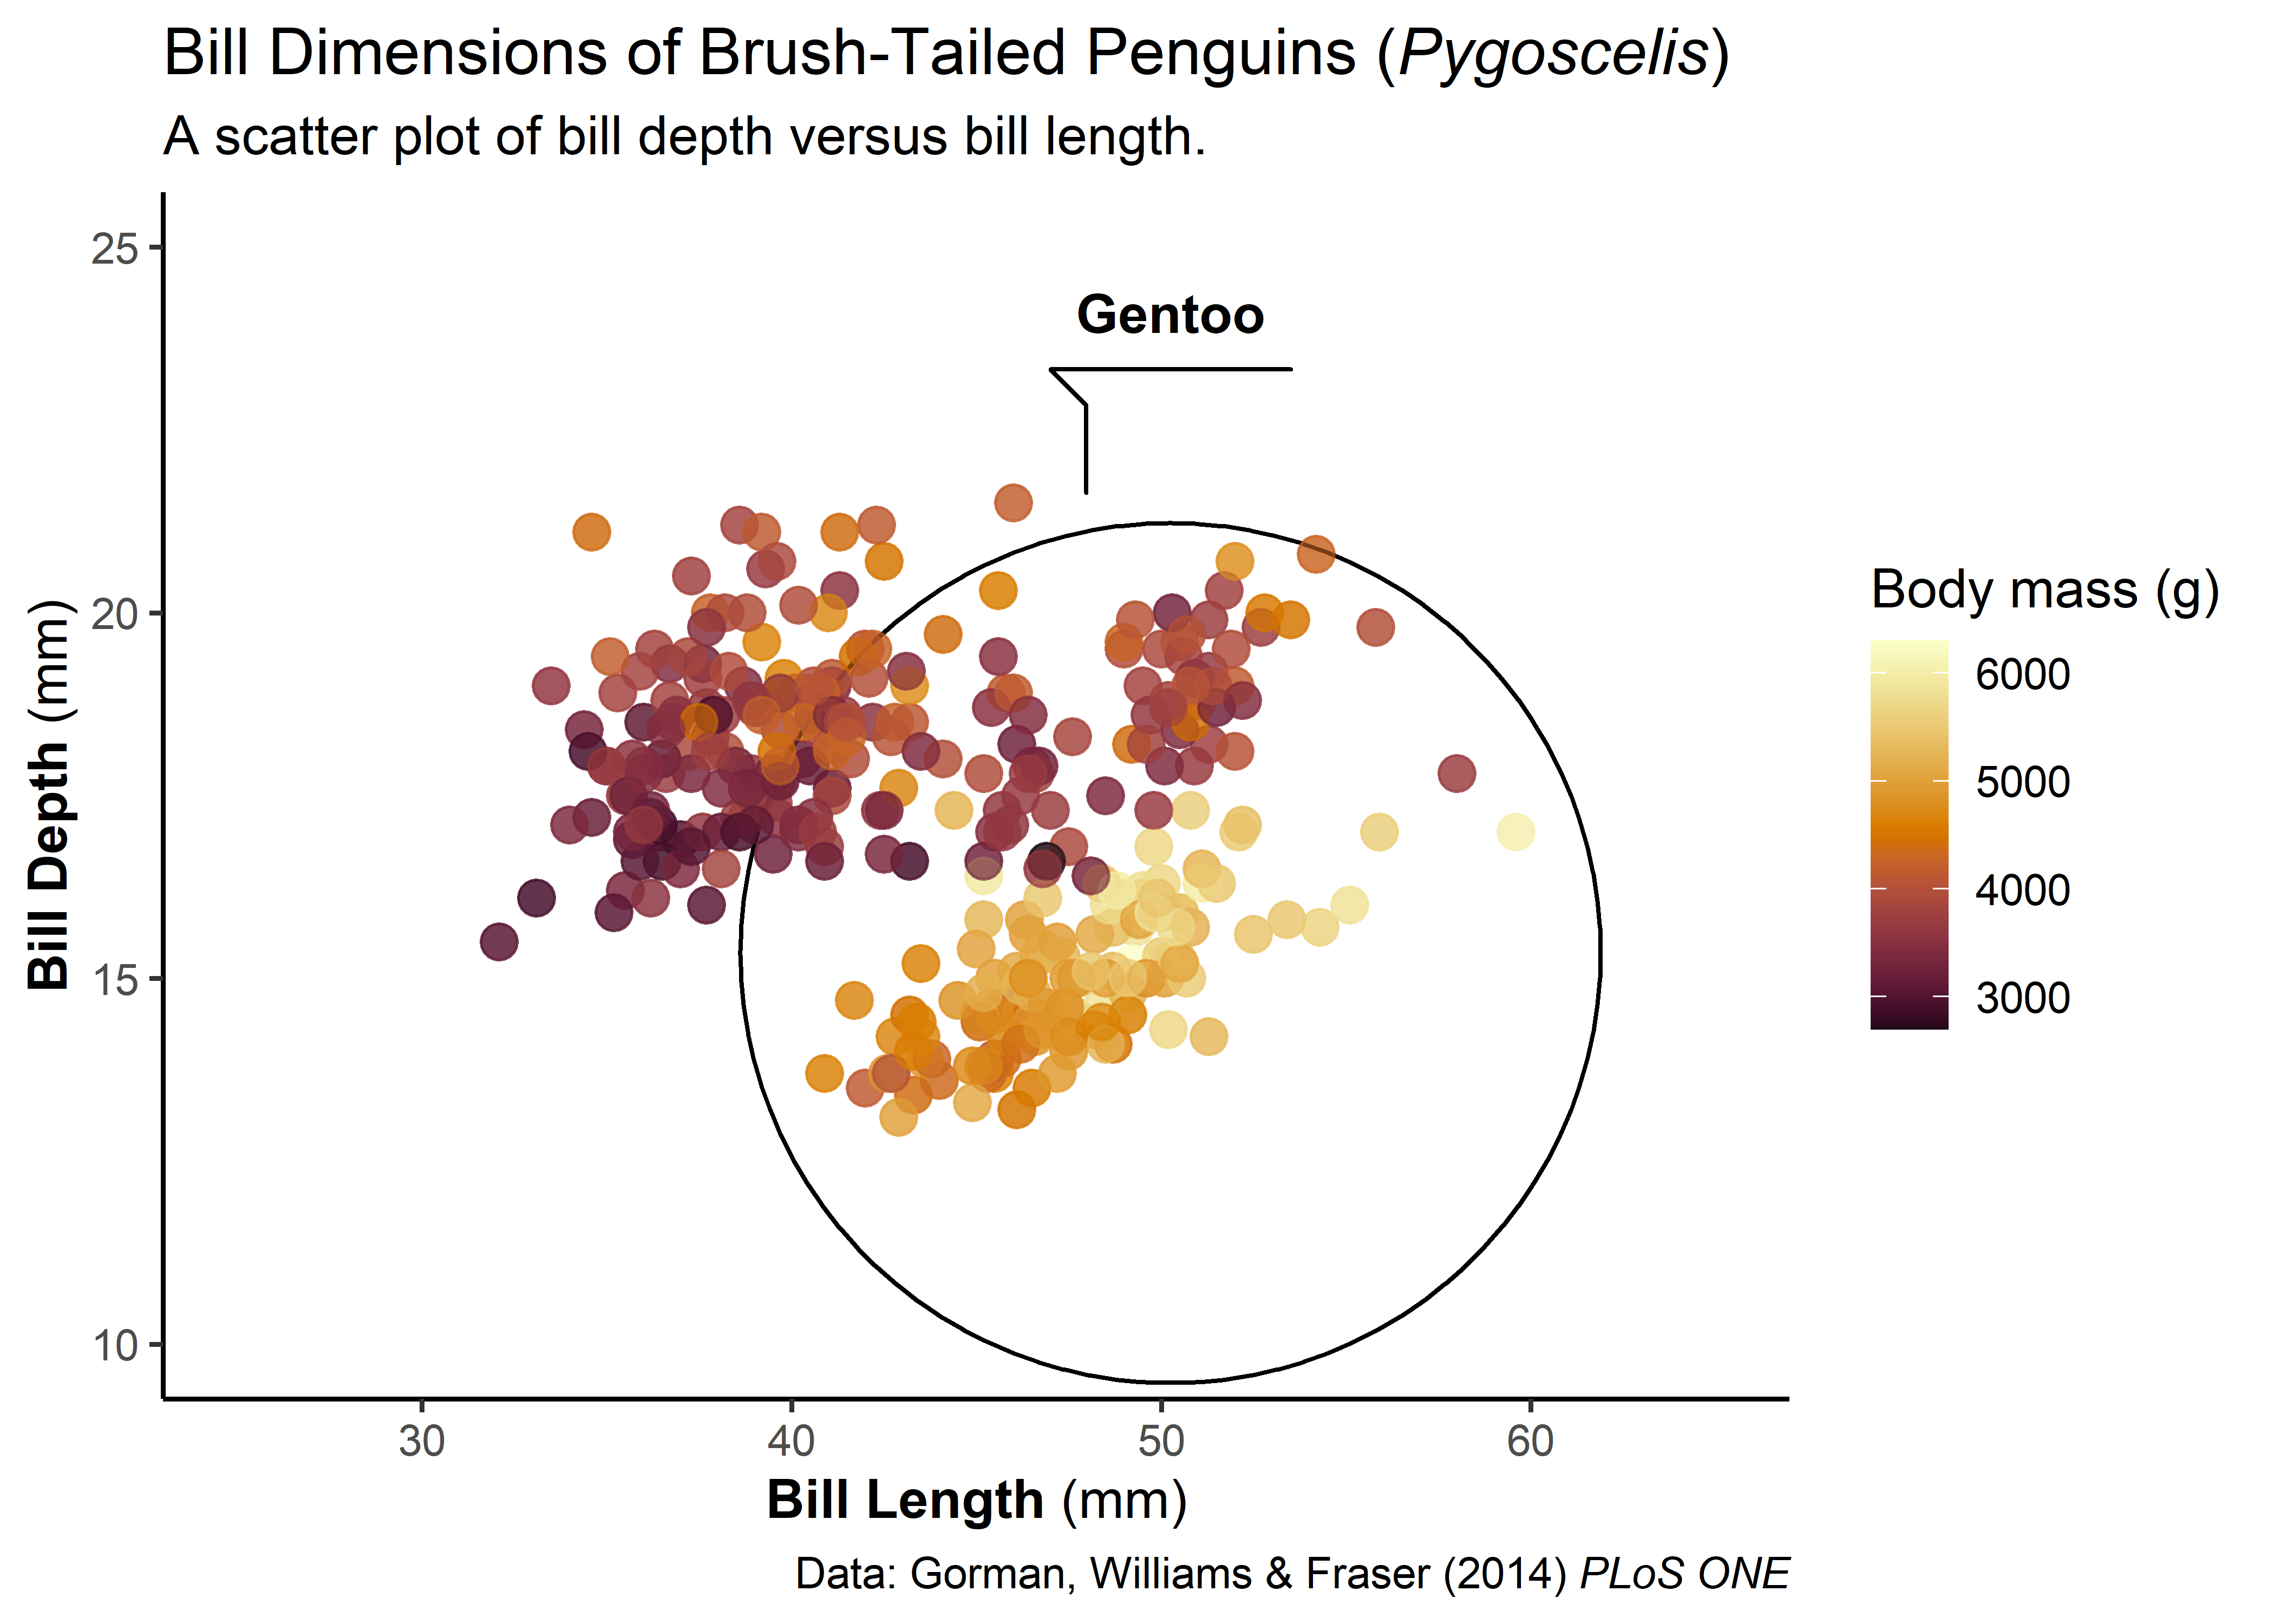 Bill Dimensions of Brush-Tailed Penguins (Pygoscelis)
A scatter plot of bill depth versus bill length.
25
20
15
10
Bill Depth (mm)
Gentoo
Body mass (g)
6000
5000
4000
3000
30 40 50 60
Bill Length (mm)
Data: Gorman, Williams & Fraser (2014) PLoS ONE